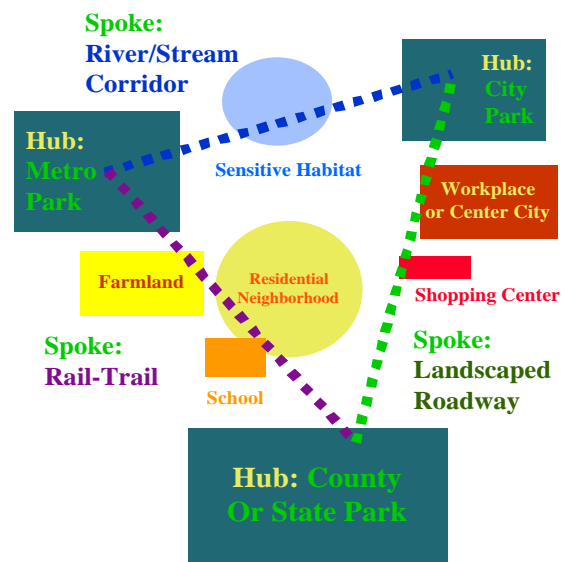 Spoke:
River/Stream
Corridor
Hub:
City
Park
Hub:
Metro
Park
Sensitive Habitat
Workplace
or Center City
Farmland
Residential
Neighborhood
Shopping Center
Spoke:
Rail-Trail
Spoke:
Landscaped
Roadway
School
Hub: County
Or State Park